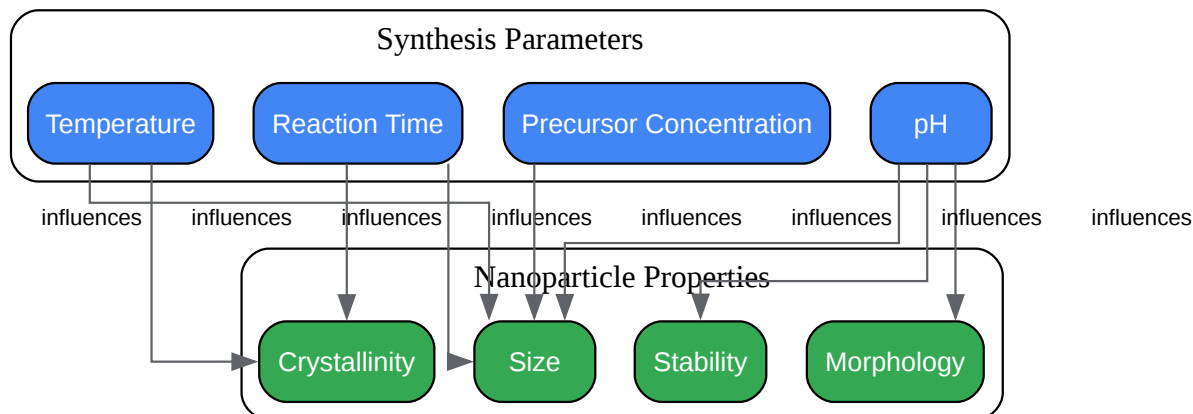 Synthesis Parameters
Temperature
Reaction Time
Precursor Concentration
pH
influences
influences
influences
influences
influences
influences
influences
influences
Nanoparticle Properties
Crystallinity
Size
Stability
Morphology